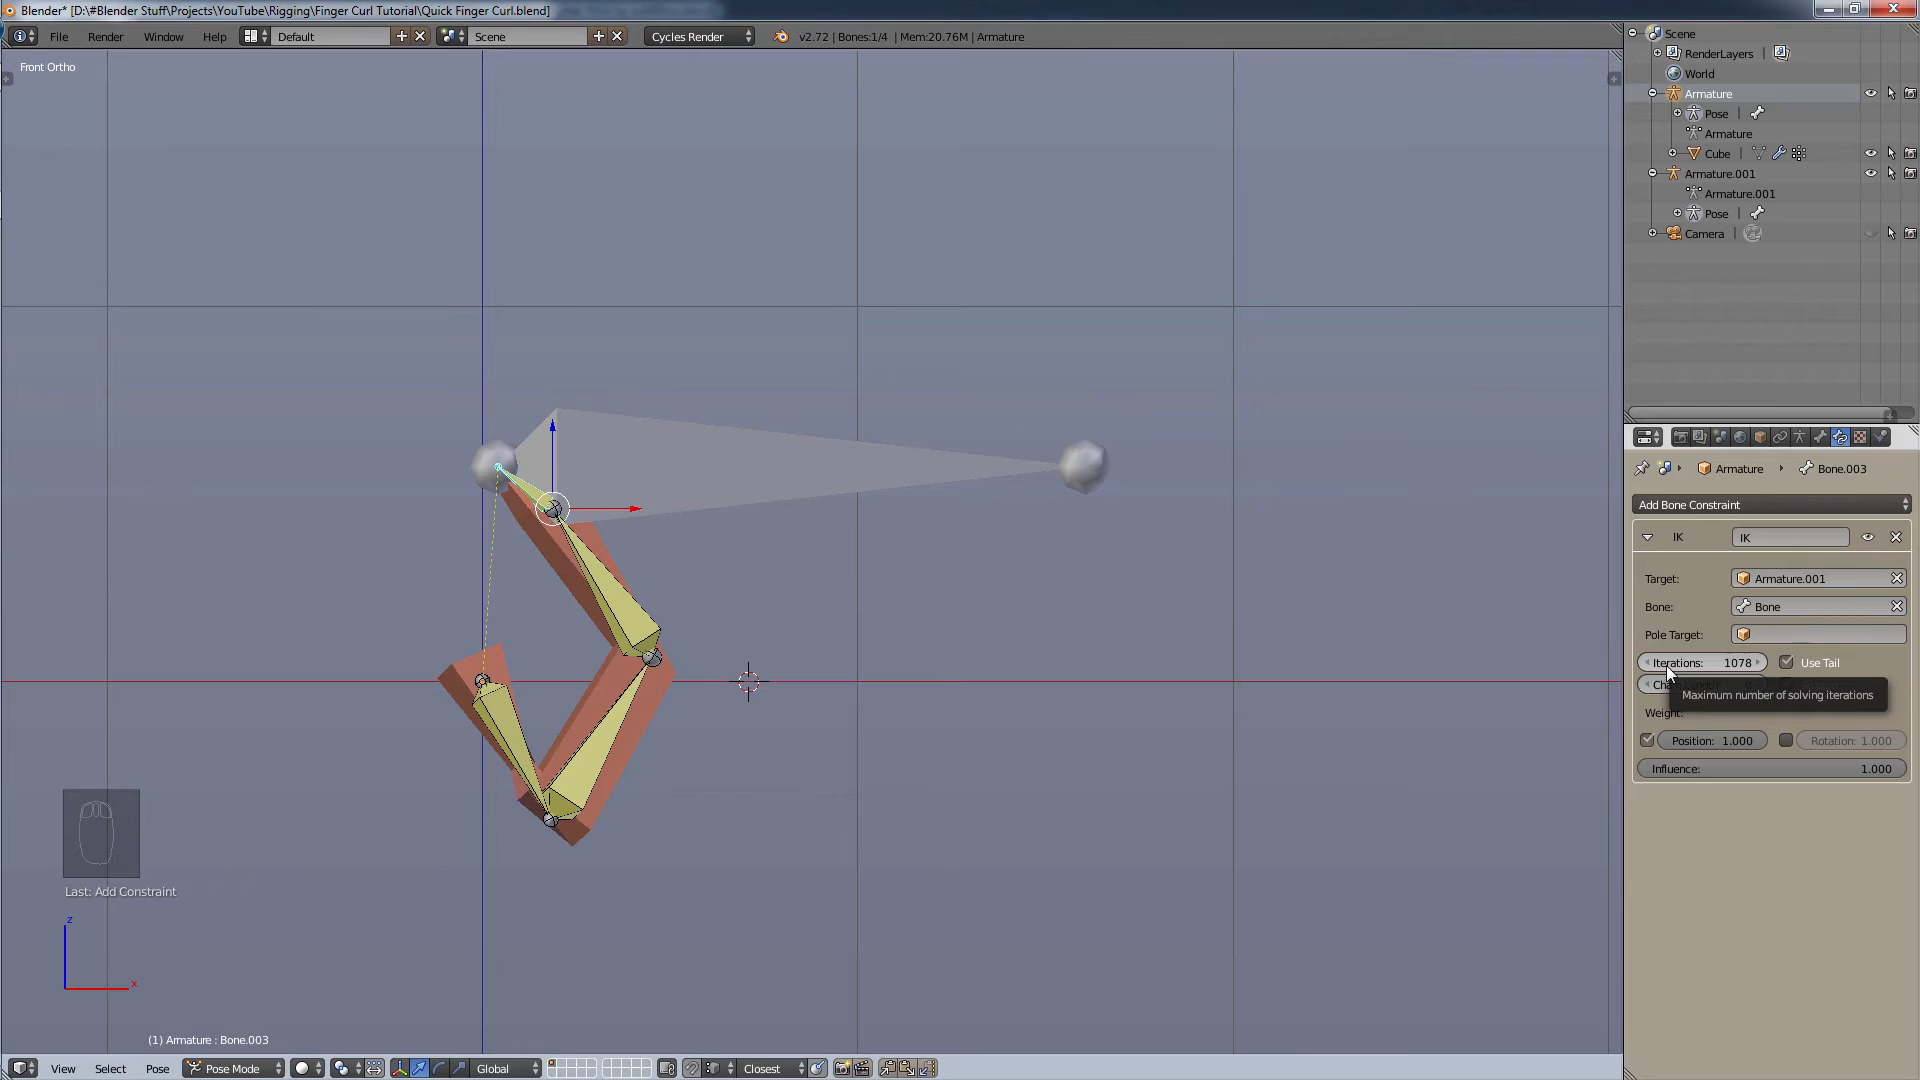 Blender* [D:\#Blender Stuff\Projects\YouTube\Rigging\Finger Curl Tutorial\Quick Finger Curl.blend]
File Render Window Help Default Scene Cycles Render v2.72 | Bones:1/4 | Mem:20.76M | Armature
Front Ortho
Scene
RenderLayers
World
Armature
Pose
Armature
Cube
Armature.001
Armature.001
Pose
Camera
Armature Bone.003
Add Bone Constraint
IK IK
Target: Armature.001
Bone: Bone
Pole Target:
Iterations: 1078 Use Tail
Maximum number of solving iterations
Weight:
Position: 1.000 Rotation: 1.000
Influence: 1.000
Last: Add Constraint
z
x
(1) Armature : Bone.003
View Select Pose Pose Mode Global Closest